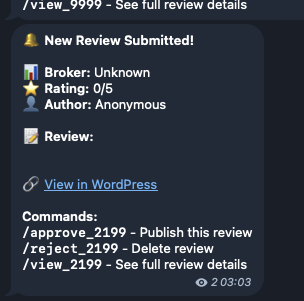 /view_9999 - See full review details
🔔 New Review Submitted!
📊 Broker: Unknown
⭐ Rating: 0/5
👤 Author: Anonymous
📝 Review:
🔗 View in WordPress
Commands:
/approve_2199 - Publish this review
/reject_2199 - Delete review
/view_2199 - See full review details
2 03:03